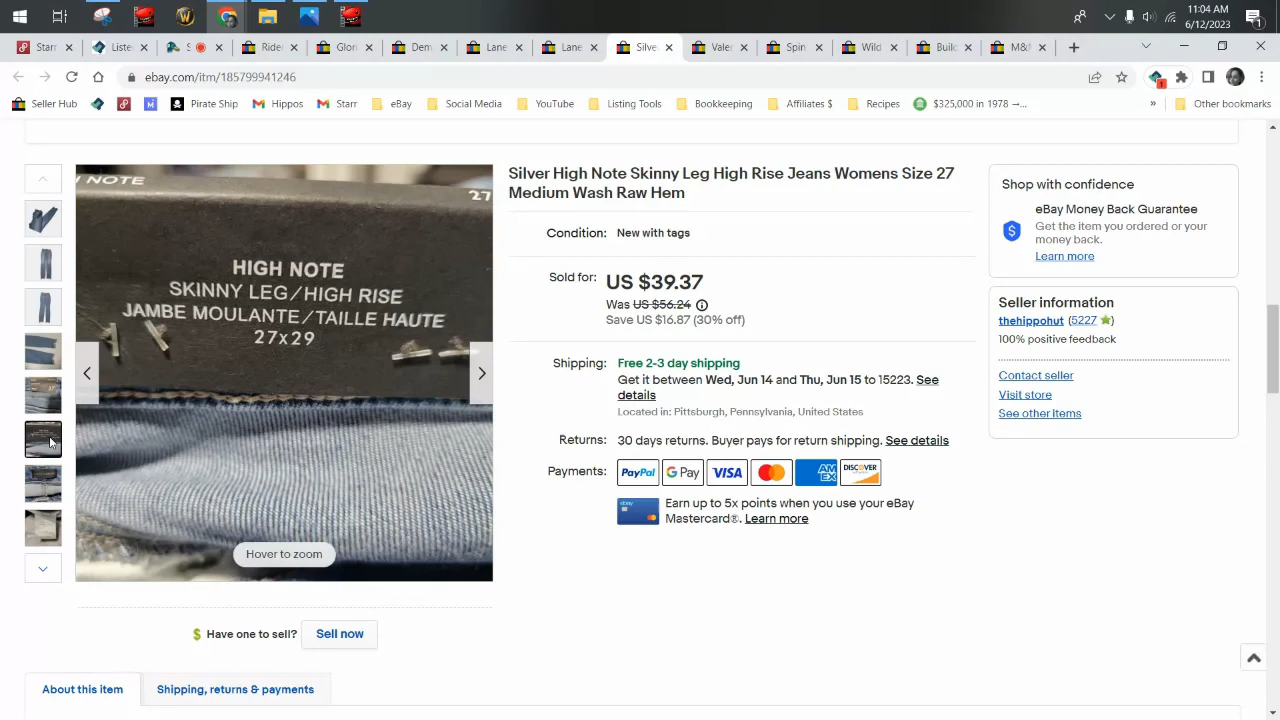 11:04 AM
6/12/2023
1
Starr
Liste
S
Rider
Glori
Dem
Lane
Lane
Silve
Valer
Spin
Wild
Build
M&M
ebay.com/itm/185799941246
1
Seller Hub
Pirate Ship
Hippos
Starr
eBay
Social Media
YouTube
Listing Tools
Bookkeeping
Affiliates $
Recipes
$325,000 in 1978 →...
»
Other bookmarks
NOTE
27
HIGH NOTE
SKINNY LEG/HIGH RISE
JAMBE MOULANTE/TAILLE HAUTE
27x29
Hover to zoom
Silver High Note Skinny Leg High Rise Jeans Womens Size 27
Medium Wash Raw Hem
Condition: New with tags
Sold for: US $39.37
Was US $56.24
Save US $16.87 (30% off)
Shipping: Free 2-3 day shipping
Get it between Wed, Jun 14 and Thu, Jun 15 to 15223. See
details
Located in: Pittsburgh, Pennsylvania, United States
Returns: 30 days returns. Buyer pays for return shipping. See details
Payments: PayPal G Pay VISA AM EX DISCOVER
ebay
Earn up to 5x points when you use your eBay
Mastercard®. Learn more
Shop with confidence
eBay Money Back Guarantee
Get the item you ordered or your
money back.
Learn more
Seller information
thehippohut (5227)
100% positive feedback
Contact seller
Visit store
See other items
$ Have one to sell? Sell now
About this item
Shipping, returns & payments